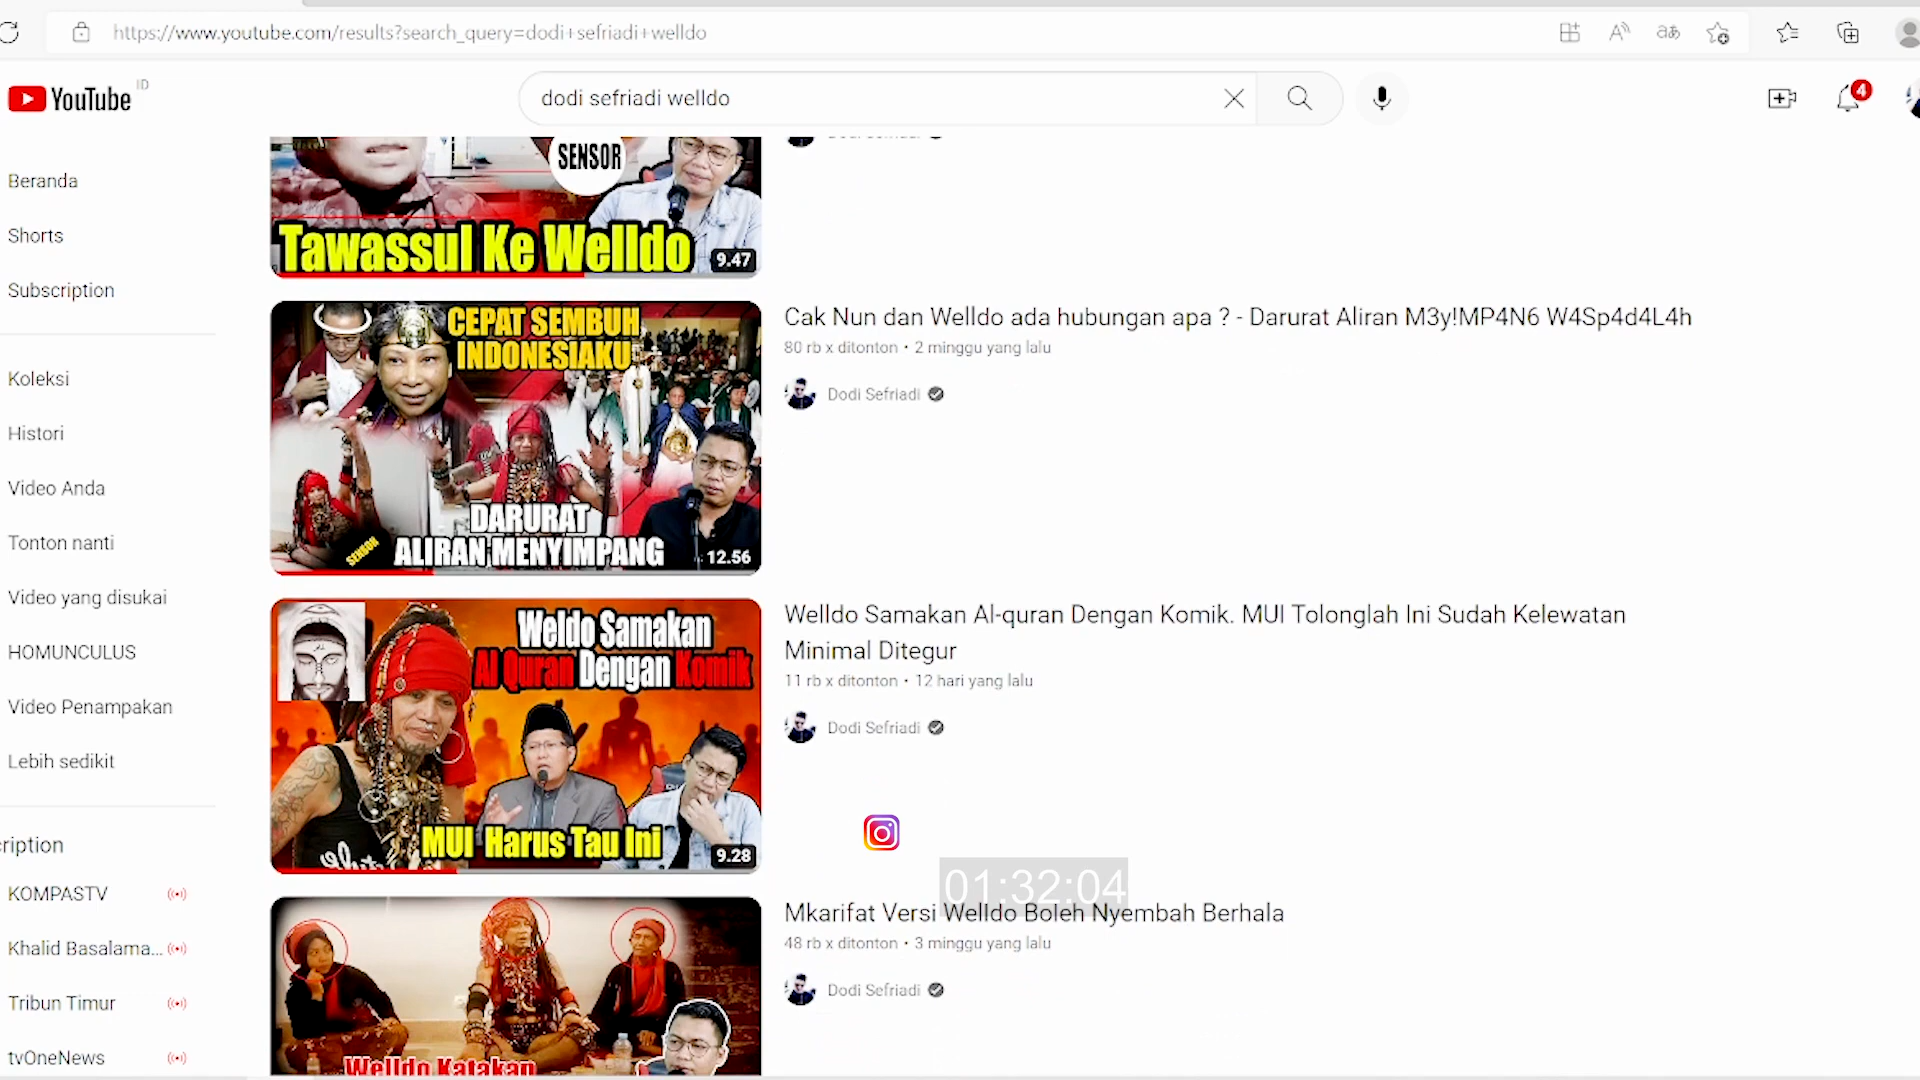 https://www.youtube.com/results?search_query=dodi+sefriadi+welldo
YouTube ID
dodi sefriadi welldo
4
Beranda
Shorts
Subscription
Koleksi
Histori
Video Anda
Tonton nanti
Video yang disukai
HOMUNCULUS
Video Penampakan
Lebih sedikit
ription
KOMPASTV
Khalid Basalama...
Tribun Timur
tvOneNews
SENSOR
Tawassul Ke Welldo
9.47
CEPAT SEMBUH
INDONESIAKU
SENSOR
DARURAT
ALIRAN MENYIMPANG
12.56
Cak Nun dan Welldo ada hubungan apa ? - Darurat Aliran M3y!MP4N6 W4Sp4d4L4h
80 rb x ditonton • 2 minggu yang lalu
Dodi Sefriadi
Weldo Samakan
Al Quran Dengan Komik
MUI Harus Tau Ini
9.28
Welldo Samakan Al-quran Dengan Komik. MUI Tolonglah Ini Sudah Kelewatan
Minimal Ditegur
11 rb x ditonton • 12 hari yang lalu
Dodi Sefriadi
01:32:04
Welldo Katakan
Mkarifat Versi Welldo Boleh Nyembah Berhala
48 rb x ditonton • 3 minggu yang lalu
Dodi Sefriadi